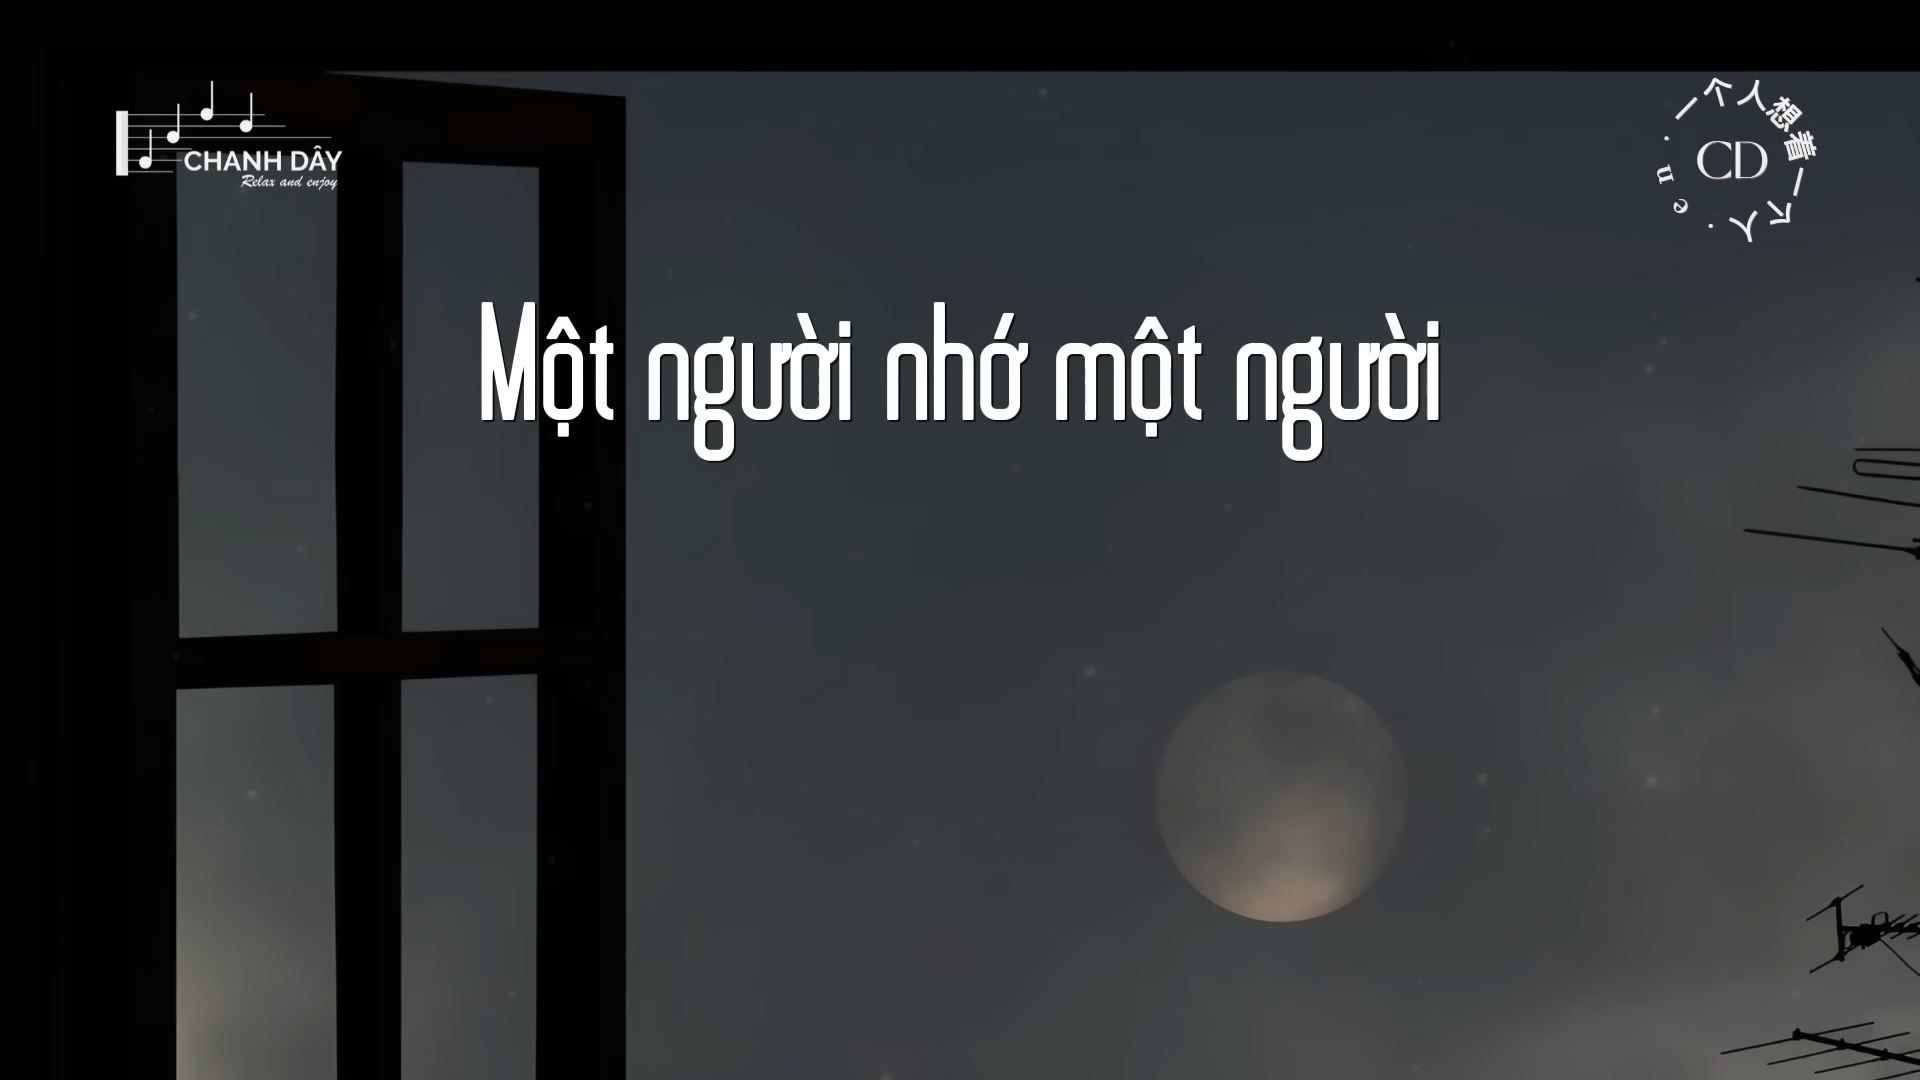 CHANH DÂY
Relax and enjoy
一个人想着一个人 · ue ·
CD
Một người nhớ một người